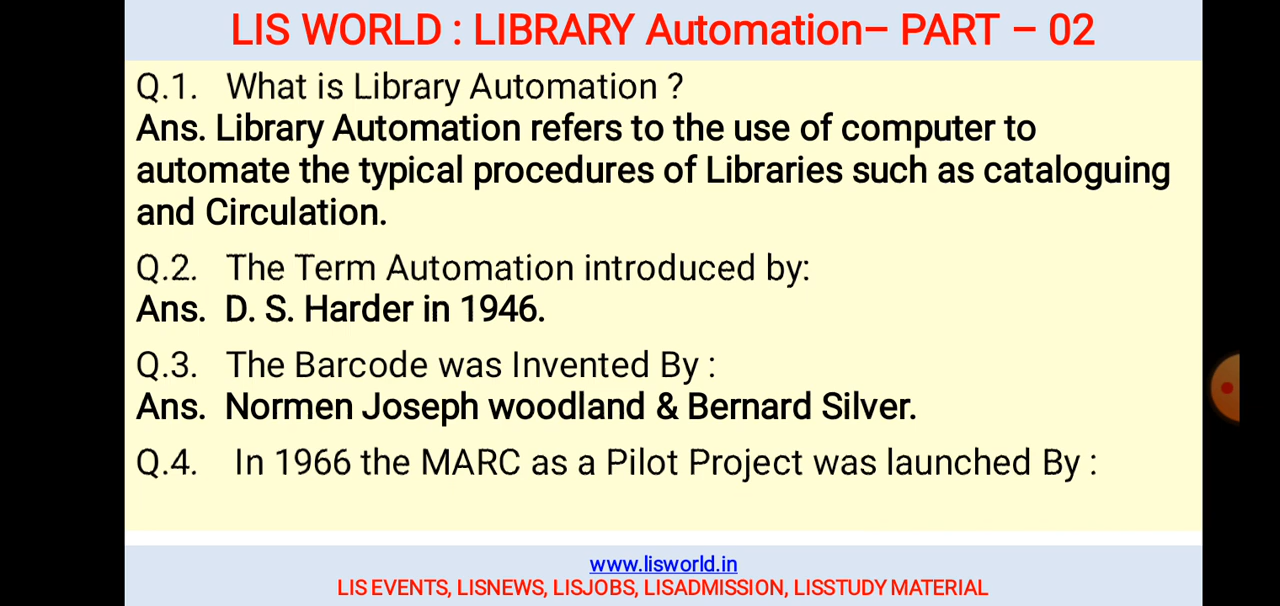 LIS WORLD : LIBRARY Automation– PART – 02
Q.1. What is Library Automation ?
Ans. Library Automation refers to the use of computer to
automate the typical procedures of Libraries such as cataloguing
and Circulation.
Q.2. The Term Automation introduced by:
Ans. D. S. Harder in 1946.
Q.3. The Barcode was Invented By :
Ans. Normen Joseph woodland & Bernard Silver.
Q.4. In 1966 the MARC as a Pilot Project was launched By :
www.lisworld.in
LIS EVENTS, LISNEWS, LISJOBS, LISADMISSION, LISSTUDY MATERIAL